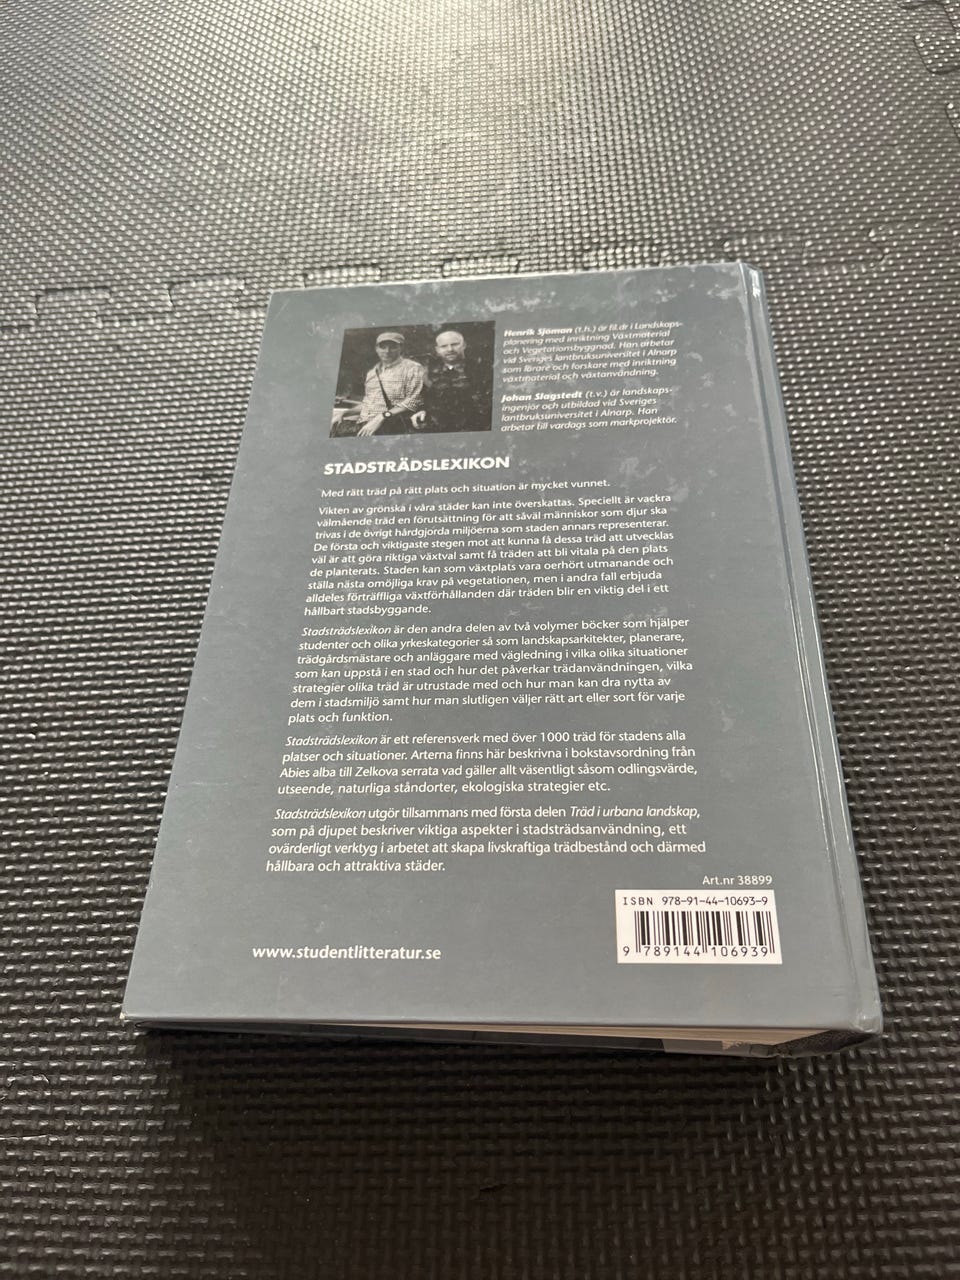 Henrik Sjöman (t.h.) är fil.dr i Landskaps-
planering med inriktning Växtmaterial
och Vegetationsbyggnad. Han arbetar
vid Sveriges lantbruksuniversitet i Alnarp
som lärare och forskare med inriktning
växtmaterial och växtanvändning.
Johan Slagstedt (t.v.) är landskaps-
ingenjör och utbildad vid Sveriges
lantbruksuniversitet i Alnarp. Han
arbetar till vardags som markprojektör.
STADSTRÄDSLEXIKON
Med rätt träd på rätt plats och situation är mycket vunnet.
Vikten av grönska i våra städer kan inte överskattas. Speciellt är vackra
välmående träd en förutsättning för att såväl människor som djur ska
trivas i de övrigt hårdgjorda miljöerna som staden annars representerar.
De första och viktigaste stegen mot att kunna få dessa träd att utvecklas
väl är att göra riktiga växtval samt få träden att bli vitala på den plats
de planterats. Staden kan som växtplats vara oerhört utmanande och
ställa nästa omöjliga krav på vegetationen, men i andra fall erbjuda
alldeles förträffliga växtförhållanden där träden blir en viktig del i ett
hållbart stadsbyggande.
Stadsträdslexikon är den andra delen av två volymer böcker som hjälper
studenter och olika yrkeskategorier så som landskapsarkitekter, planerare,
trädgårdsmästare och anläggare med vägledning i vilka olika situationer
som kan uppstå i en stad och hur det påverkar trädanvändningen, vilka
strategier olika träd är utrustade med och hur man kan dra nytta av
dem i stadsmiljö samt hur man slutligen väljer rätt art eller sort för varje
plats och funktion.
Stadsträdslexikon är ett referensverk med över 1000 träd för stadens alla
platser och situationer. Arterna finns här beskrivna i bokstavsordning från
Abies alba till Zelkova serrata vad gäller allt väsentligt såsom odlingsvärde,
utseende, naturliga ståndorter, ekologiska strategier etc.
Stadsträdslexikon utgör tillsammans med första delen Träd i urbana landskap,
som på djupet beskriver viktiga aspekter i stadsträdsanvändning, ett
ovärderligt verktyg i arbetet att skapa livskraftiga trädbestånd och därmed
hållbara och attraktiva städer.
Art.nr 38899
ISBN 978-91-44-10693-9
9 789144 106939
www.studentlitteratur.se